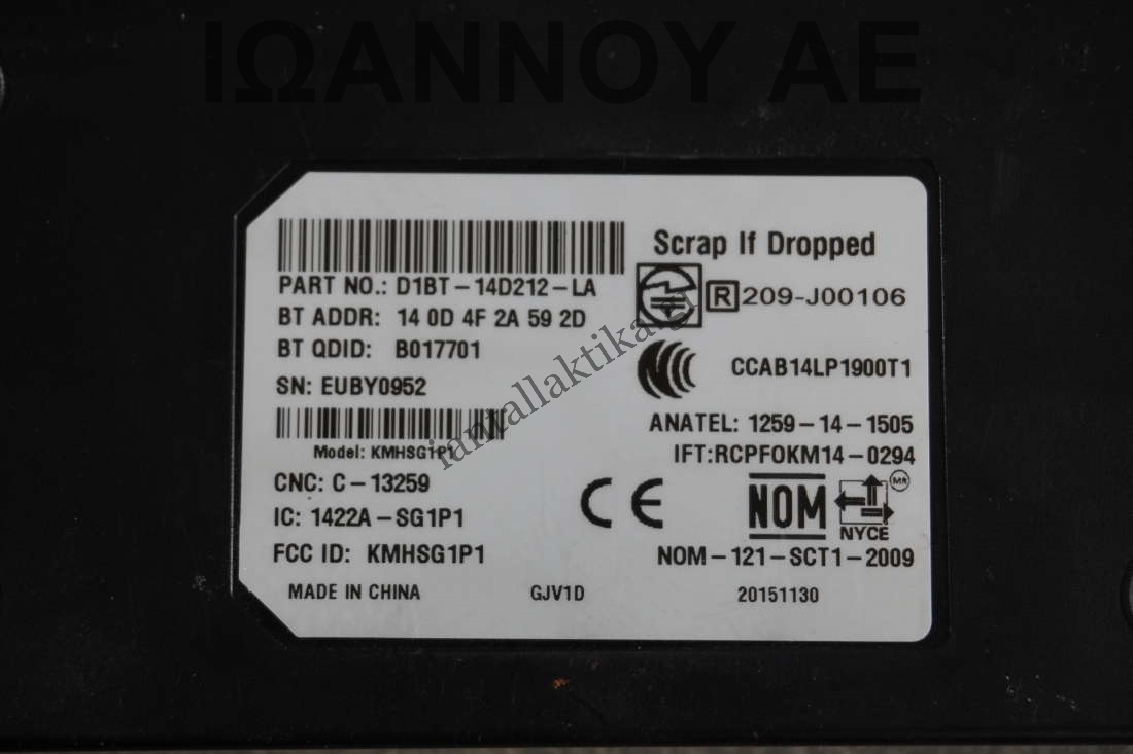 ΙΩΑΝΝΟΥ ΑΕ
Scrap If Dropped
PART NO.: D1BT-14D212-LA
R 209-J00106
BT ADDR: 14 0D 4F 2A 59 2D
BT QDID: B017701
CCAB14LP1900T1
SN: EUBY0952
ANATEL: 1259-14-1505
Model: KMHSG1P1
IFT:RCPFOKM14-0294
CNC: C-13259
IC: 1422A-SG1P1
CE
NOM
NYCE
FCC ID: KMHSG1P1
NOM-121-SCT1-2009
MADE IN CHINA
GJV1D
20151130
iantallaktika.gr